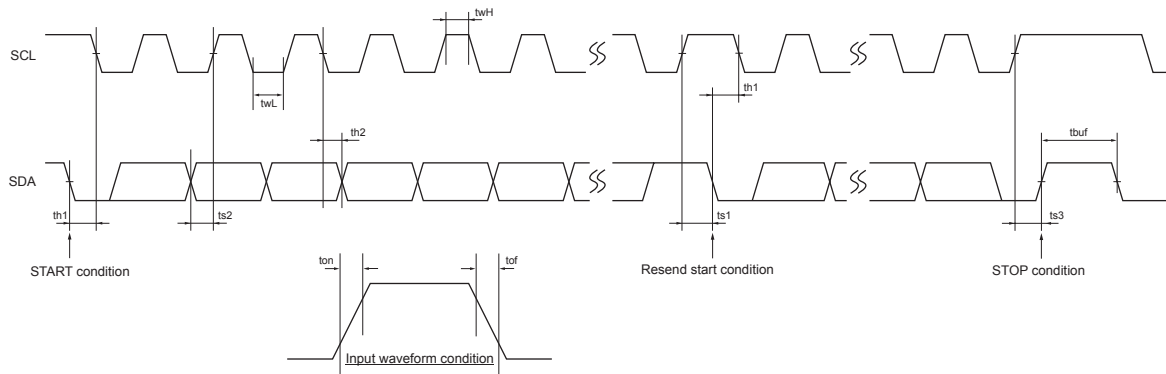 twH
SCL
twL
th1
th2
tbuf
SDA
th1
ts2
ts1
ts3
START condition
ton
tof
Resend start condition
STOP condition
Input waveform condition